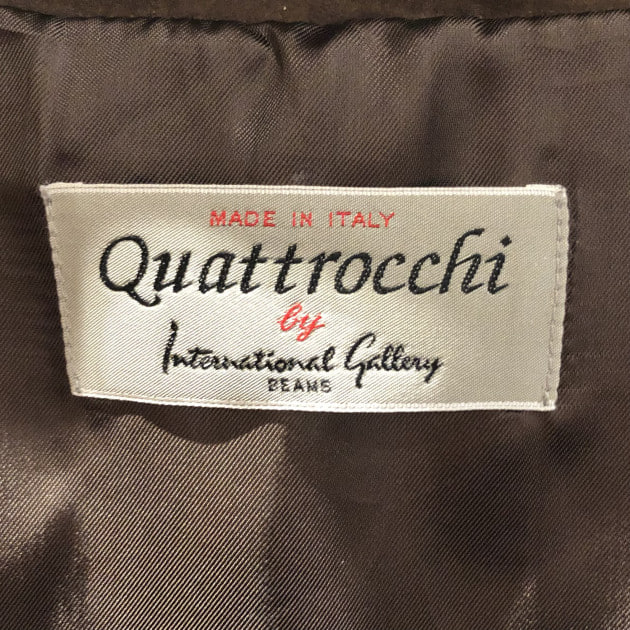 MADE IN ITALY
Quattrocchi
by
International Gallery
BEAMS